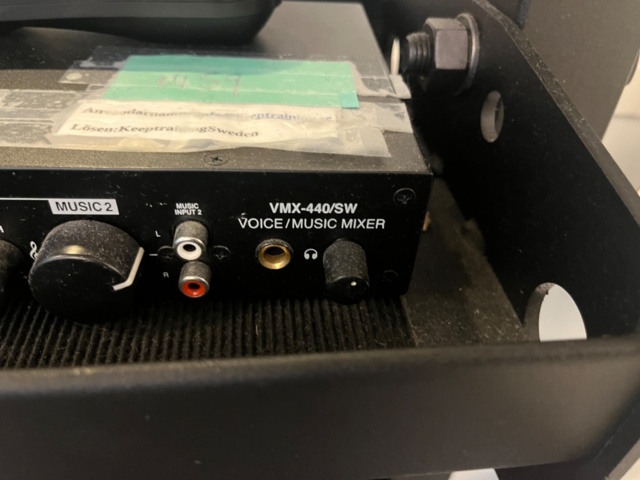 Lösen:KeeptrainingSweden
MUSIC 2
MUSIC
INPUT 2
L
R
VMX-440/SW
VOICE/MUSIC MIXER